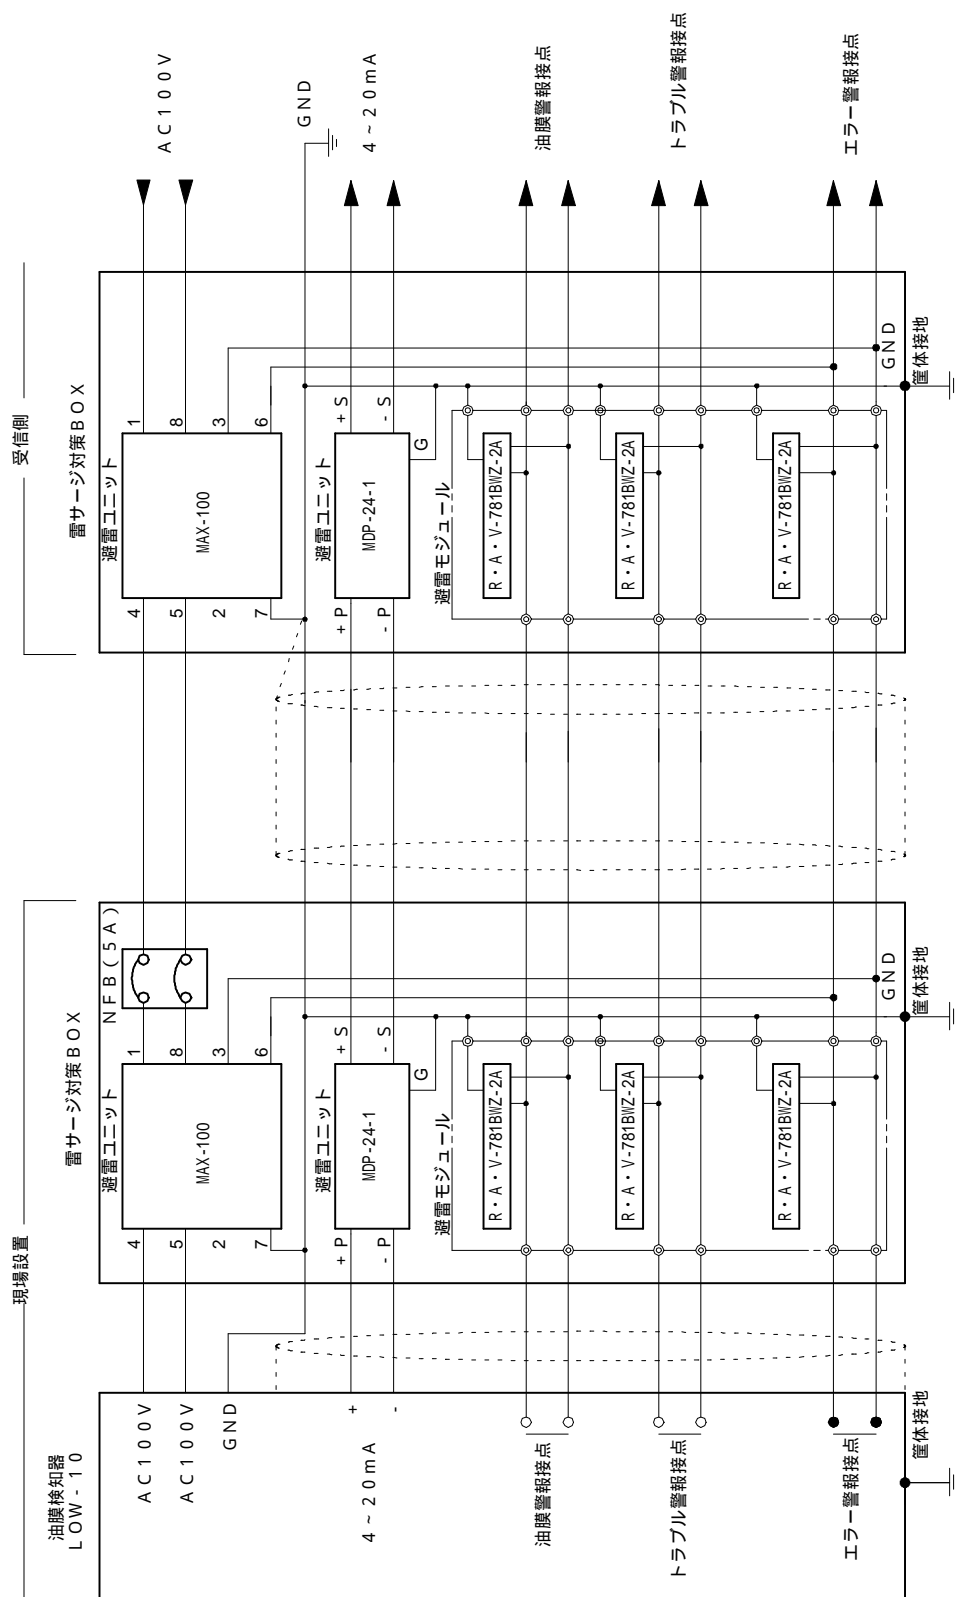 油膜検知器
LOW-10
現場設置
受信側
雷サージ対策BOX
雷サージ対策BOX
AC100V
AC100V
GND
+
-
4~20mA
油膜警報接点
トラブル警報接点
エラー警報接点
筐体接地
避雷ユニット
MAX-100
4
5
2
7
1
8
3
6
NFB(5A)
避雷ユニット
MDP-24-1
+P
-P
+S
-S
G
避雷モジュール
R・A・V-781BWZ-2A
R・A・V-781BWZ-2A
R・A・V-781BWZ-2A
GND
筐体接地
避雷ユニット
MAX-100
4
5
2
7
1
8
3
6
避雷ユニット
MDP-24-1
+P
-P
+S
-S
G
避雷モジュール
R・A・V-781BWZ-2A
R・A・V-781BWZ-2A
R・A・V-781BWZ-2A
GND
筐体接地
AC100V
GND
4~20mA
油膜警報接点
トラブル警報接点
エラー警報接点